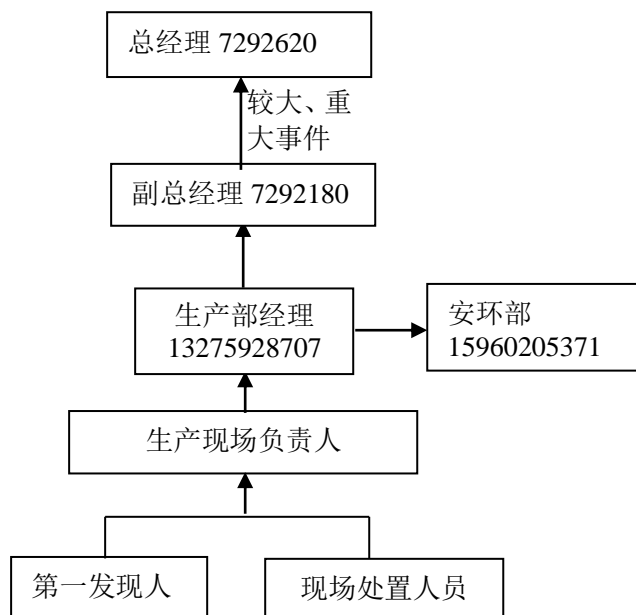 总经理 7292620
较大、重
大事件
副总经理 7292180
生产部经理
13275928707
安环部
15960205371
生产现场负责人
第一发现人
现场处置人员